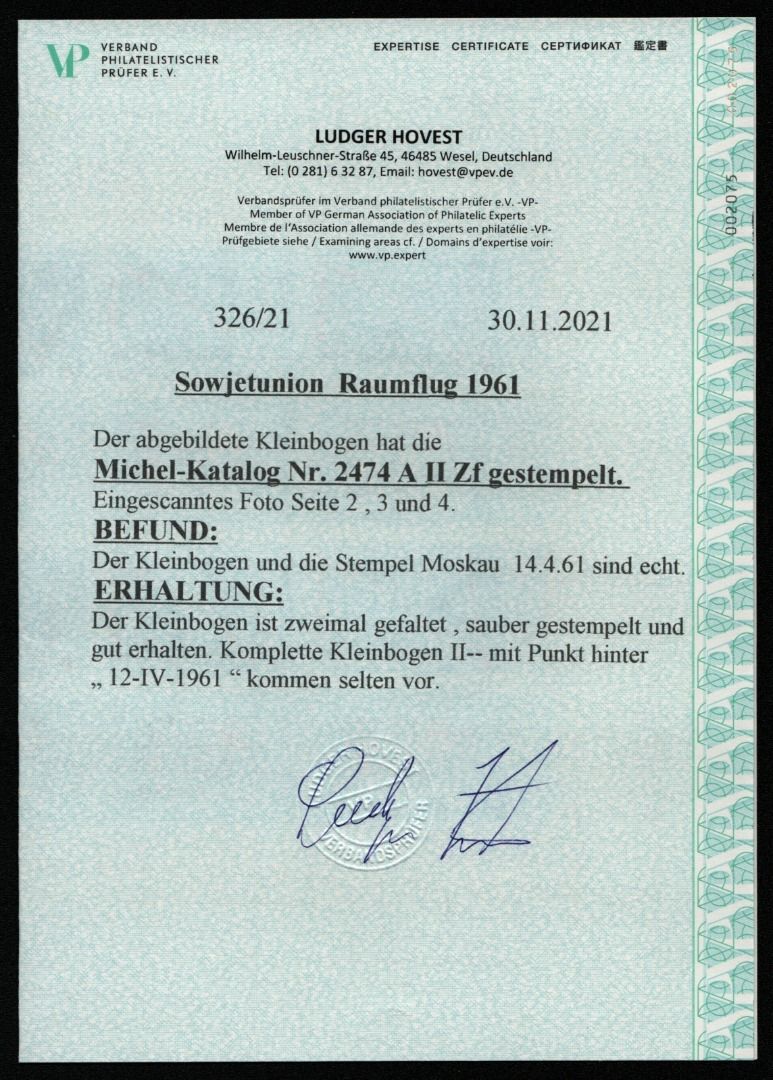 VP
VERBAND
PHILATELISTISCHER
PRÜFER E. V.
EXPERTISE CERTIFICATE СЕРТИФИКАТ 鑑定書
LUDGER HOVEST
Wilhelm-Leuschner-Straße 45, 46485 Wesel, Deutschland
Tel: (0 281) 6 32 87, Email: hovest@vpev.de
Verbandsprüfer im Verband philatelistischer Prüfer e.V. -VP-
Member of VP German Association of Philatelic Experts
Membre de l'Association allemande des experts en philatélie -VP-
Prüfgebiete siehe / Examining areas cf. / Domains d'expertise voir:
www.vp.expert
002075
326/21 30.11.2021
Sowjetunion Raumflug 1961
Der abgebildete Kleinbogen hat die
Michel-Katalog Nr. 2474 A II Zf gestempelt.
Eingescanntes Foto Seite 2 , 3 und 4.
BEFUND:
Der Kleinbogen und die Stempel Moskau 14.4.61 sind echt.
ERHALTUNG:
Der Kleinbogen ist zweimal gefaltet , sauber gestempelt und
gut erhalten. Komplette Kleinbogen II-- mit Punkt hinter
„ 12-IV-1961 “ kommen selten vor.
LUDGER HOVEST
VERBANDSPRÜFER